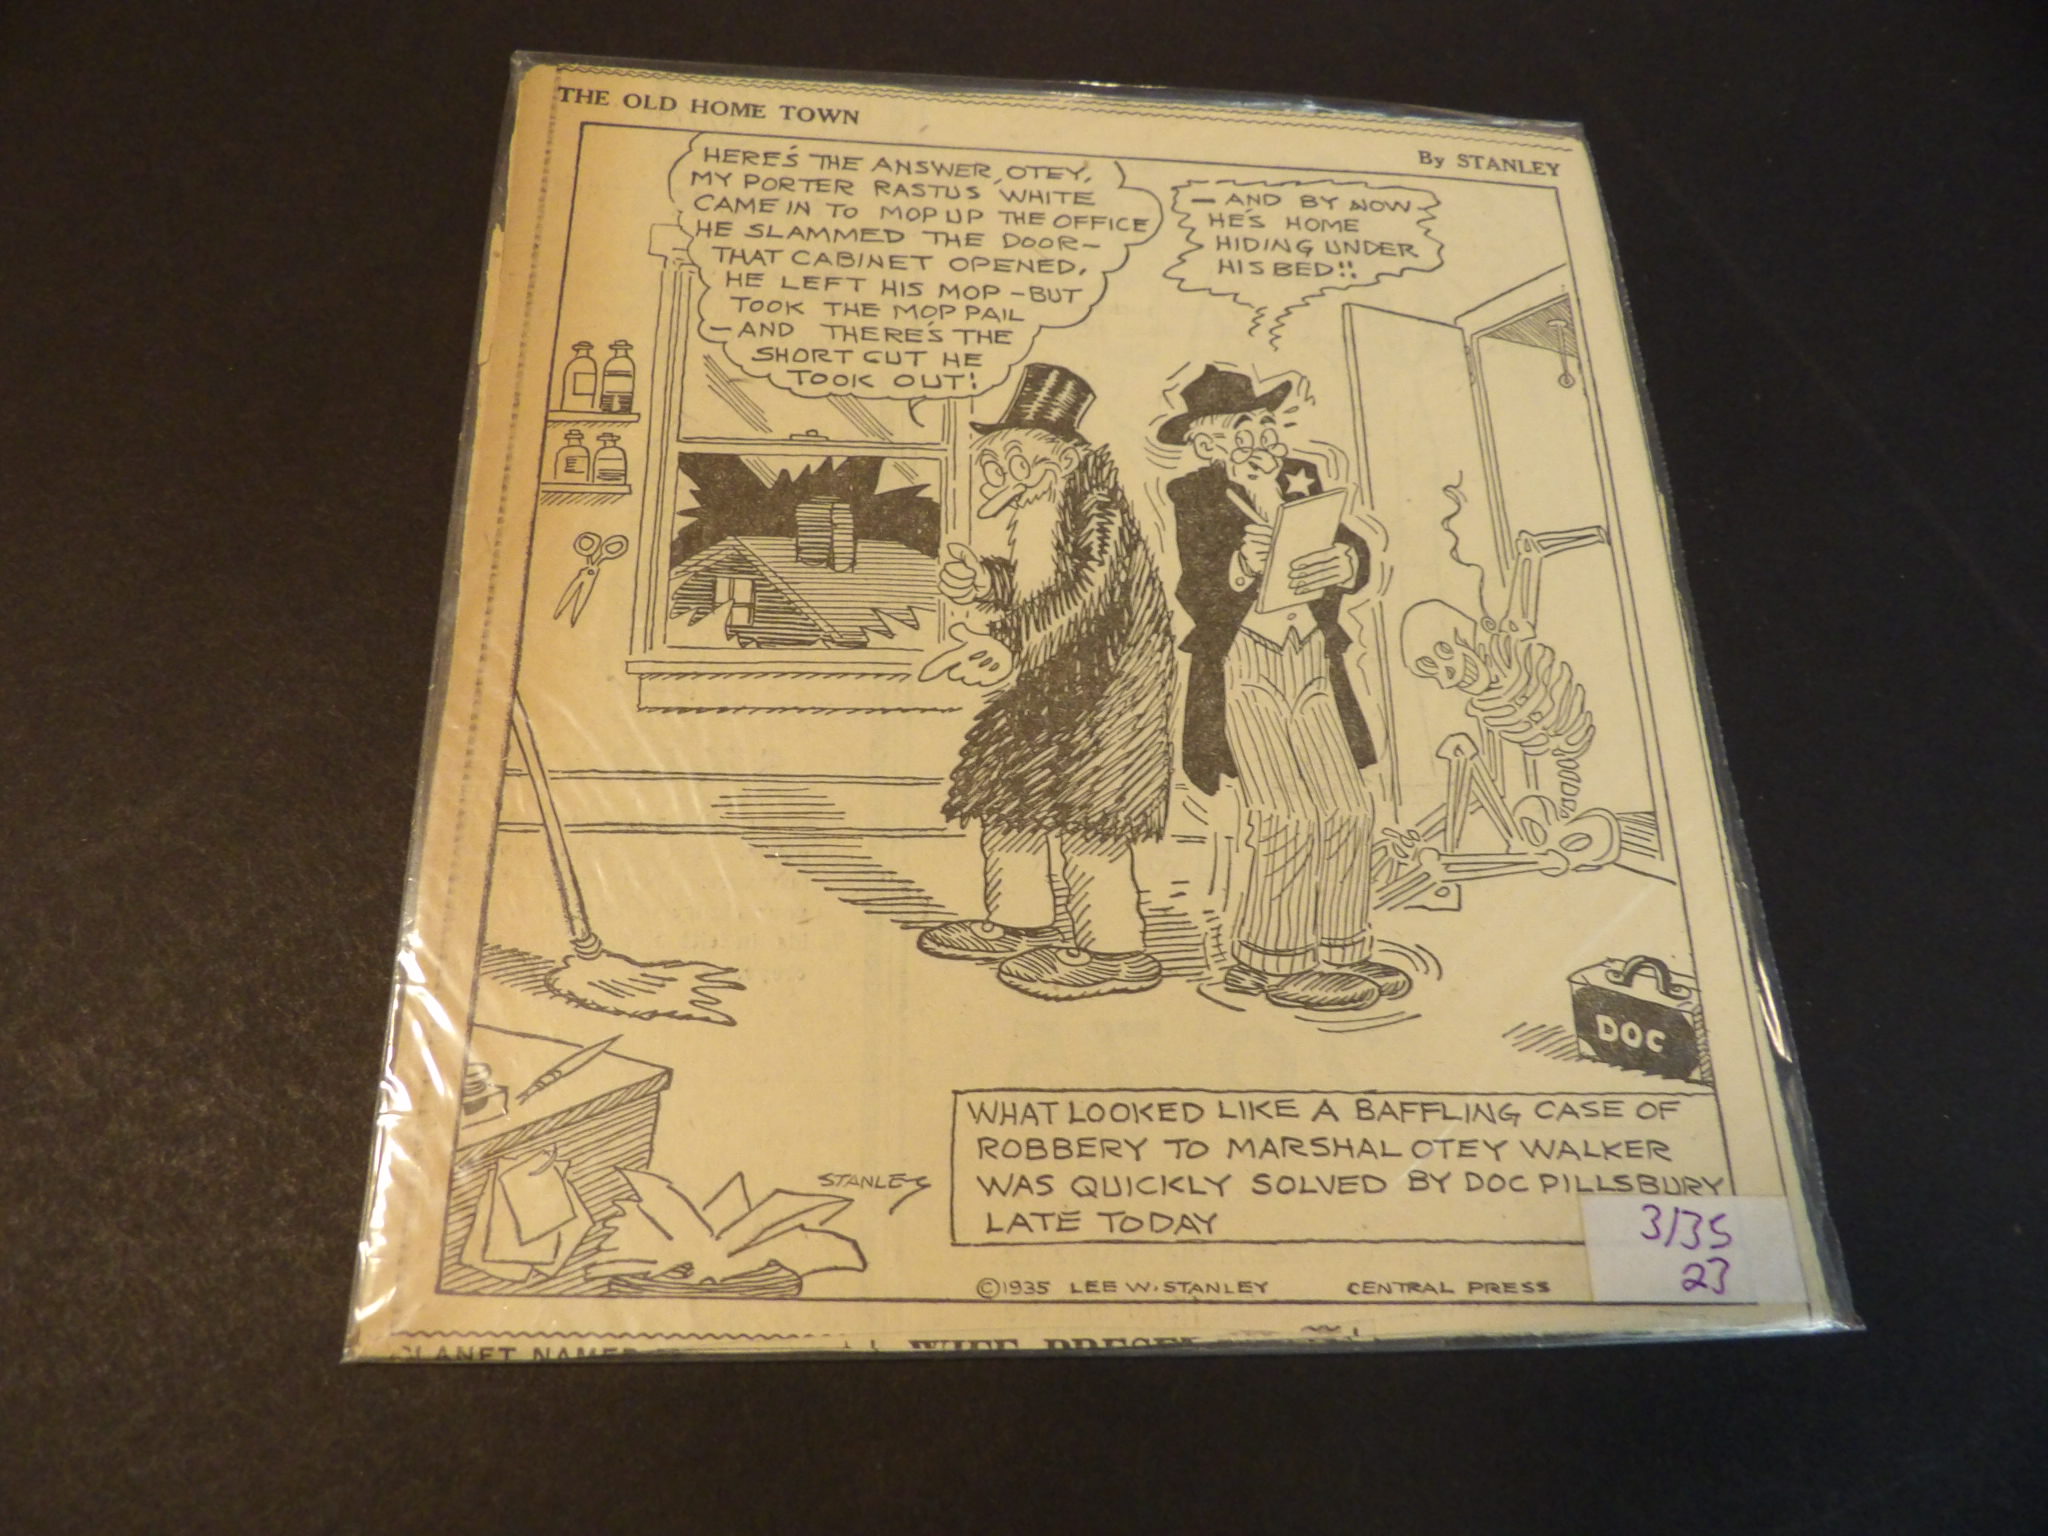 THE OLD HOME TOWN
By STANLEY
HERE'S THE ANSWER, OTEY,
MY PORTER RASTUS WHITE
CAME IN TO MOP UP THE OFFICE
HE SLAMMED THE DOOR—
THAT CABINET OPENED,
HE LEFT HIS MOP – BUT
TOOK THE MOP PAIL
– AND THERE'S THE
SHORT CUT HE
TOOK OUT!
— AND BY NOW
HE'S HOME
HIDING UNDER
HIS BED!!
DOC
STANLEY
WHAT LOOKED LIKE A BAFFLING CASE OF
ROBBERY TO MARSHAL OTEY WALKER
WAS QUICKLY SOLVED BY DOC PILLSBURY
LATE TODAY
3/35
23
©1935 LEE W. STANLEY CENTRAL PRESS
PLANET NAMED
WIFE